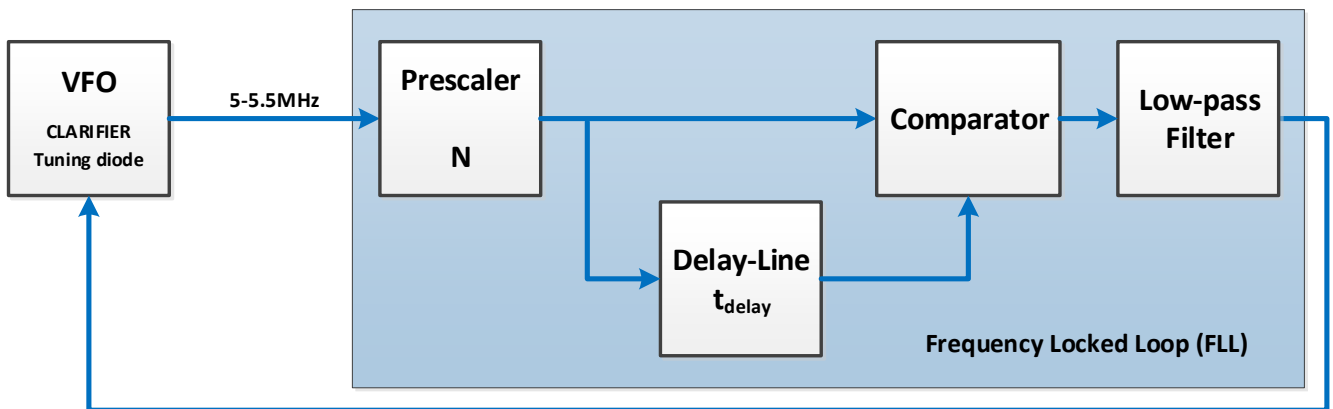 VFO
CLARIFIER
Tuning diode
5-5.5MHz
Prescaler
N
Comparator
Low-pass
Filter
Delay-Line
tdelay
Frequency Locked Loop (FLL)